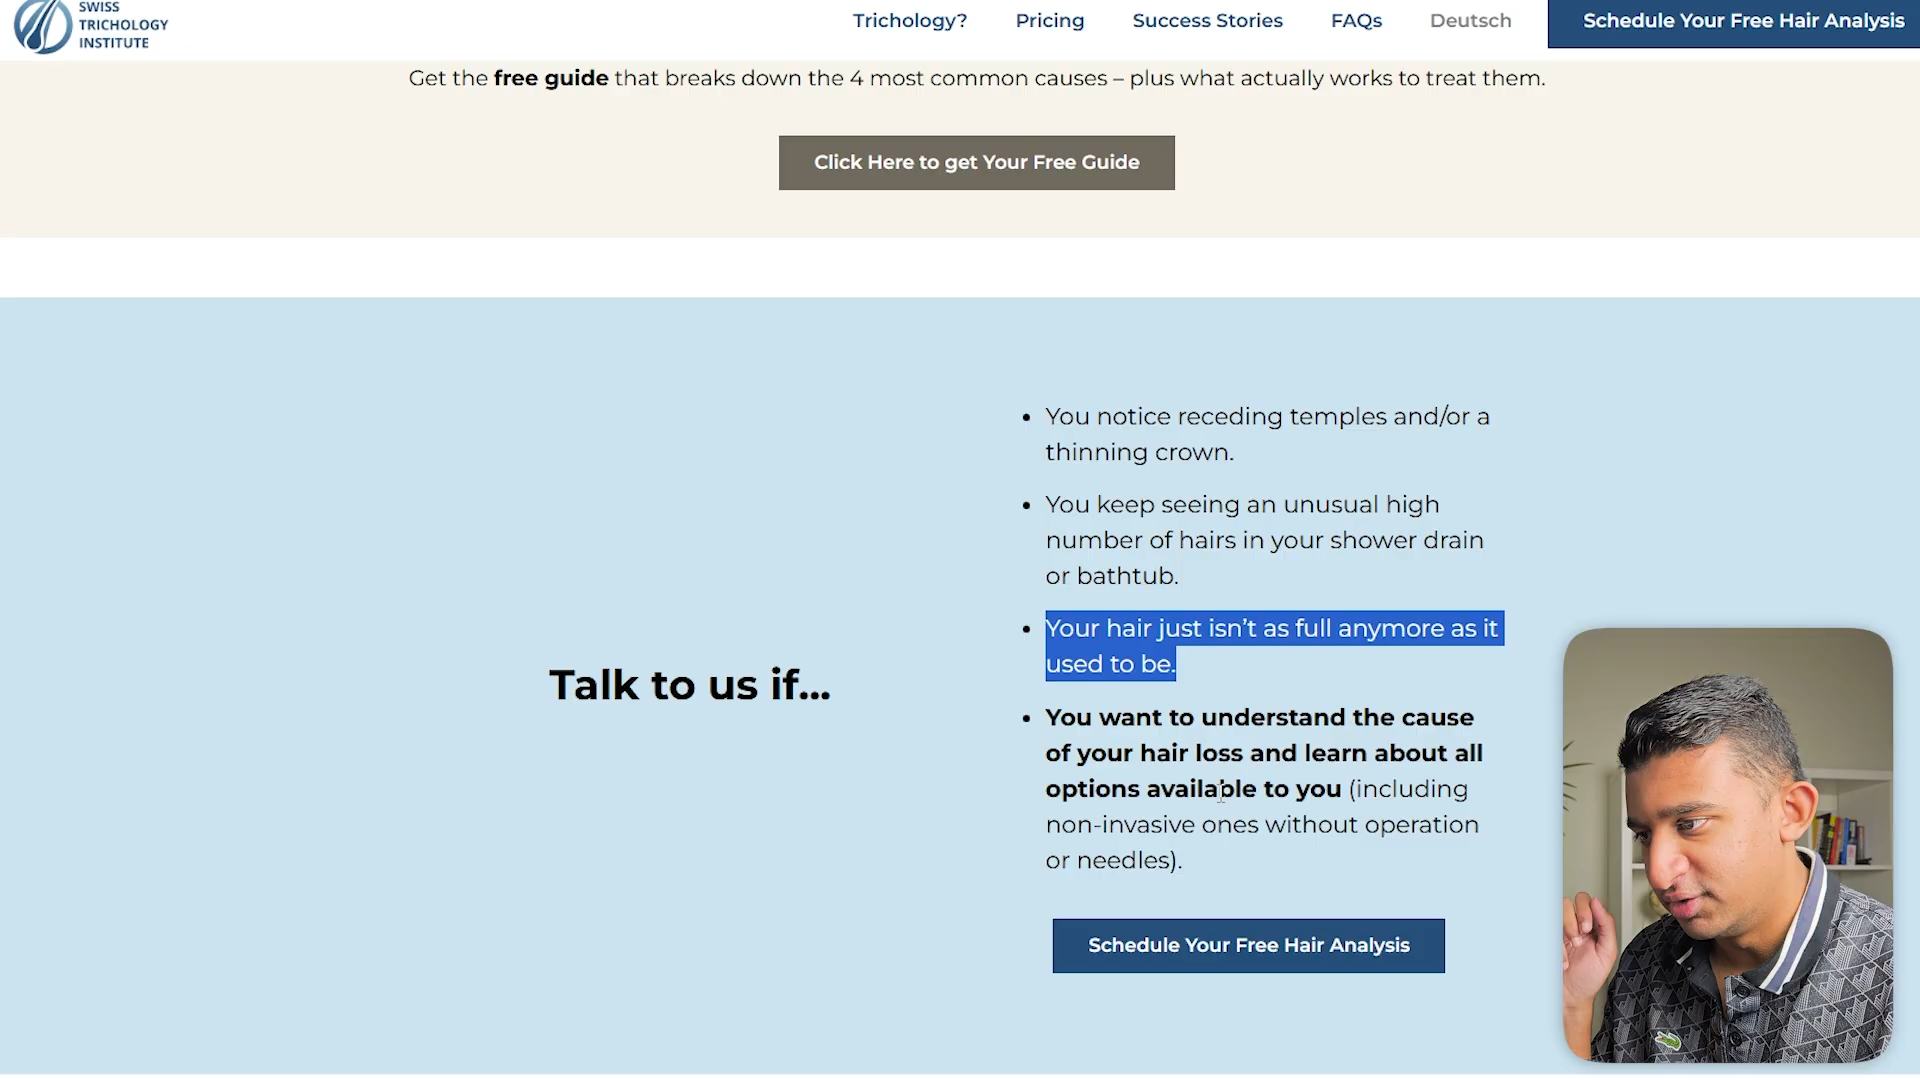 SWISS
TRICHOLOGY
INSTITUTE
Trichology?
Pricing
Success Stories
FAQs
Deutsch
Schedule Your Free Hair Analysis
Get the free guide that breaks down the 4 most common causes – plus what actually works to treat them.
Click Here to get Your Free Guide
Talk to us if...
• You notice receding temples and/or a
thinning crown.
• You keep seeing an unusual high
number of hairs in your shower drain
or bathtub.
• Your hair just isn’t as full anymore as it
used to be.
• You want to understand the cause
of your hair loss and learn about all
options available to you (including
non-invasive ones without operation
or needles).
Schedule Your Free Hair Analysis